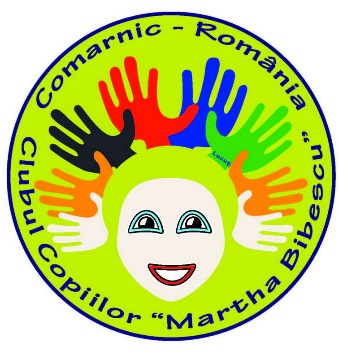 Comarnic - România
Clubul Copiilor “Martha Bibescu“